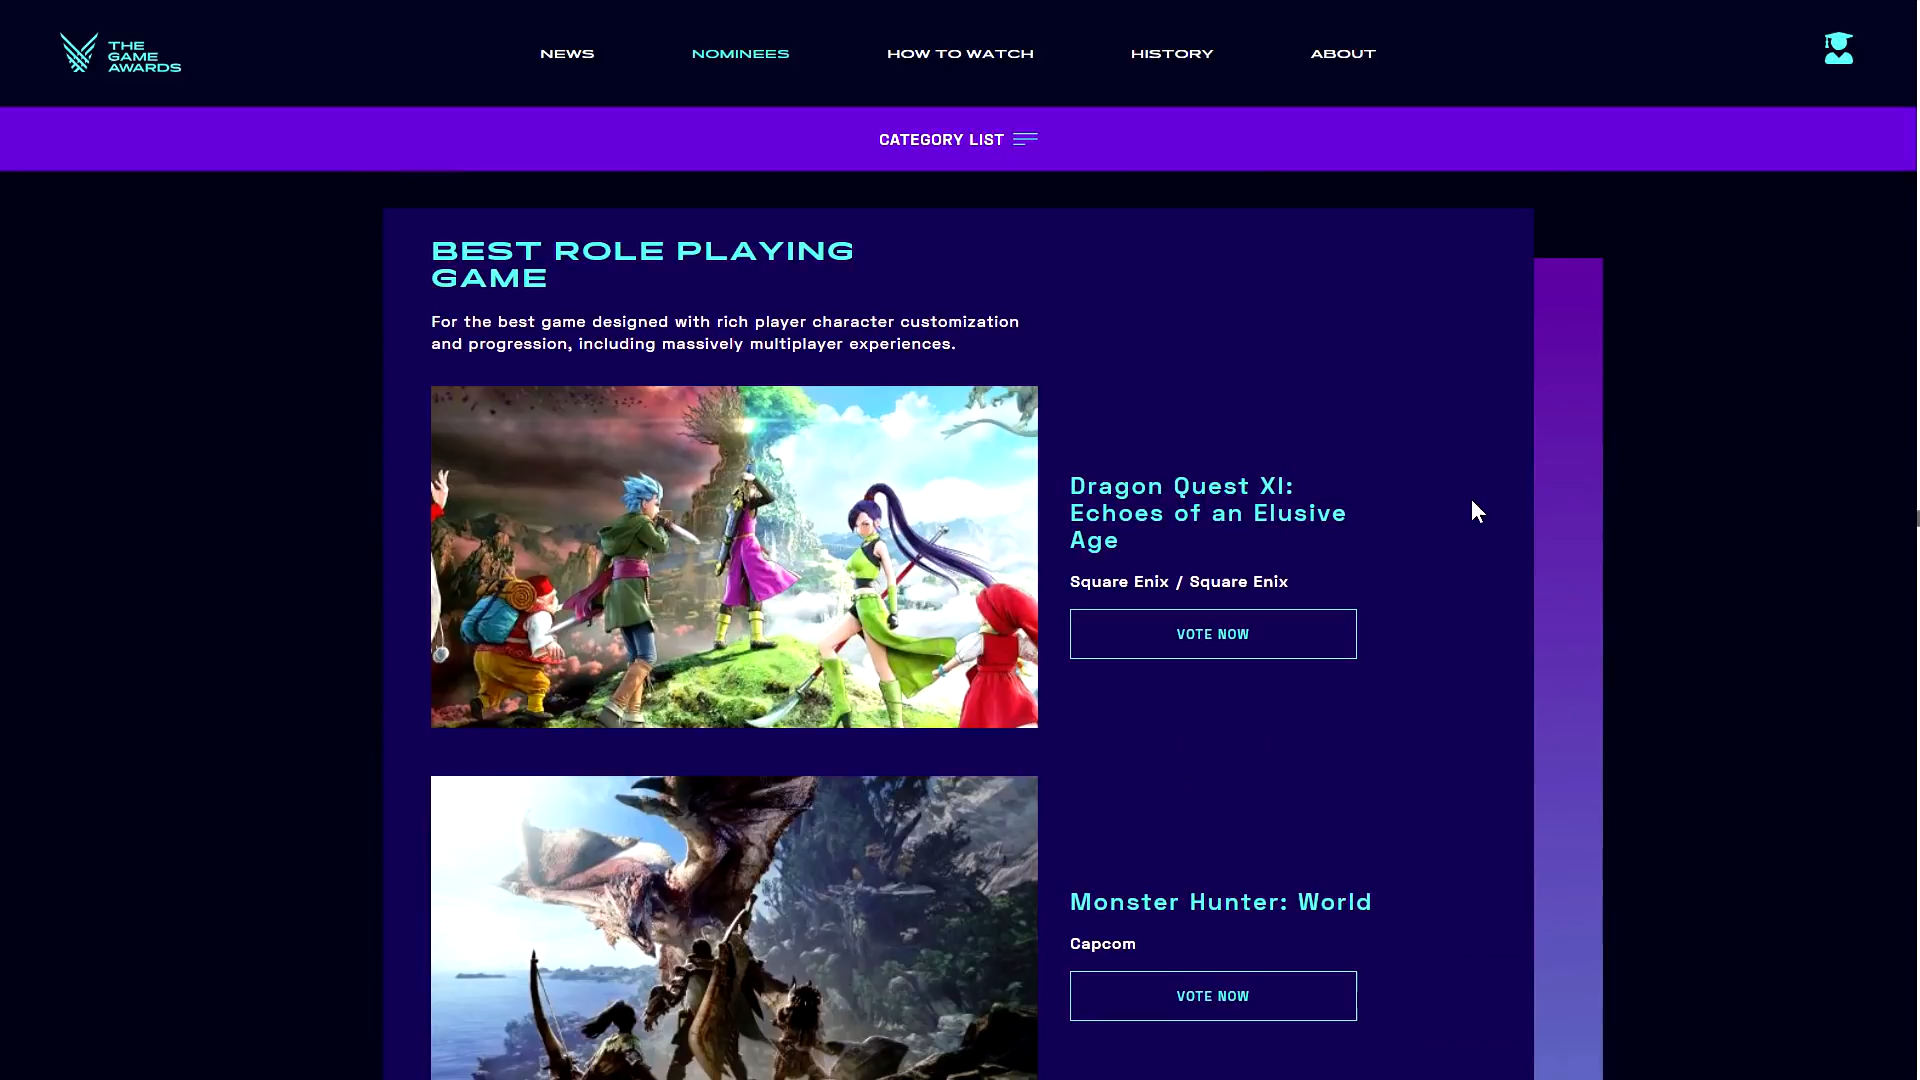 THE
GAME
AWARDS
NEWS
NOMINEES
HOW TO WATCH
HISTORY
ABOUT
CATEGORY LIST
BEST ROLE PLAYING
GAME
For the best game designed with rich player character customization
and progression, including massively multiplayer experiences.
Dragon Quest XI:
Echoes of an Elusive
Age
Square Enix / Square Enix
VOTE NOW
Monster Hunter: World
Capcom
VOTE NOW